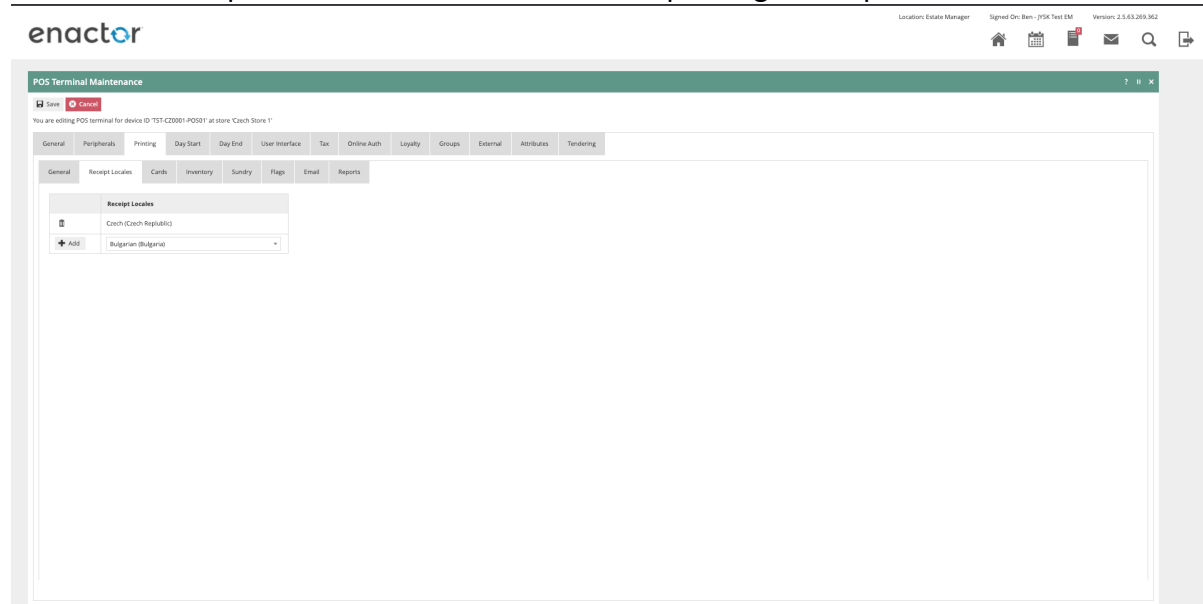 Location: Estate Manager Signed On: Ben - JYSK Test EM Version: 2.5.63.269.362
enactor
POS Terminal Maintenance ? II ×
Save Cancel
You are editing POS terminal for device ID 'TST-CZ0001-POS01' at store 'Czech Store 1'
General Peripherals Printing Day Start Day End User Interface Tax Online Auth Loyalty Groups External Attributes Tendering
General Receipt Locales Cards Inventory Sundry Flags Email Reports
Receipt Locales
Czech (Czech Replublic)
Add Bulgarian (Bulgaria)